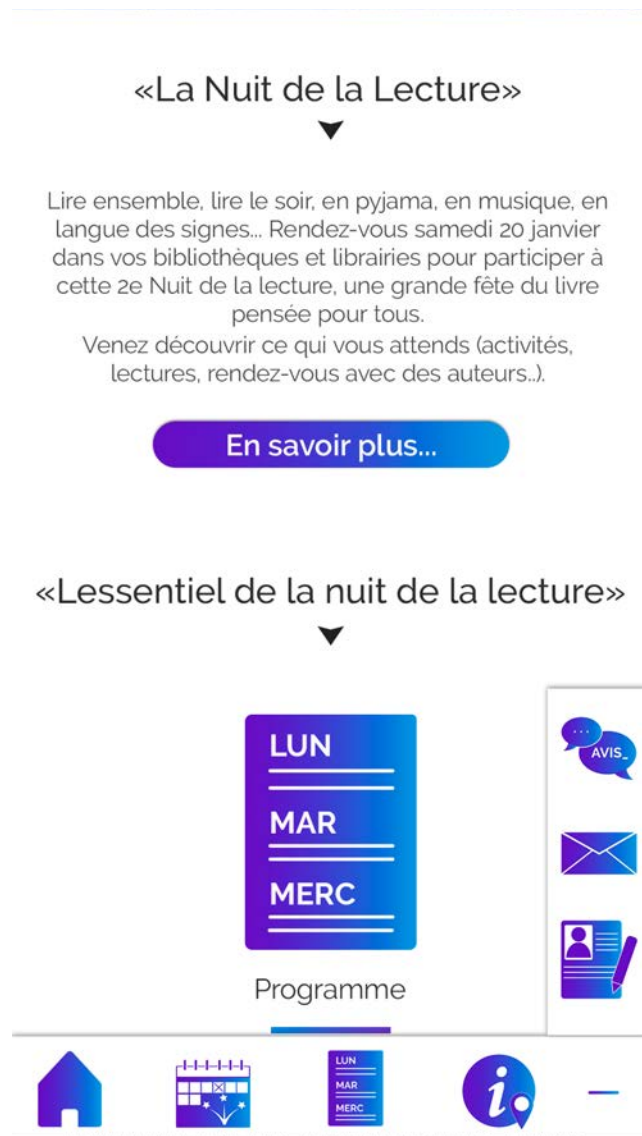 «La Nuit de la Lecture»
Lire ensemble, lire le soir, en pyjama, en musique, en
langue des signes... Rendez-vous samedi 20 janvier
dans vos bibliothèques et librairies pour participer à
cette 2e Nuit de la lecture, une grande fête du livre
pensée pour tous.
Venez découvrir ce qui vous attends (activités,
lectures, rendez-vous avec des auteurs..).
En savoir plus...
«Lessentiel de la nuit de la lecture»
LUN
MAR
MERC
Programme
...
AVIS_
LUN
MAR
MERC
i